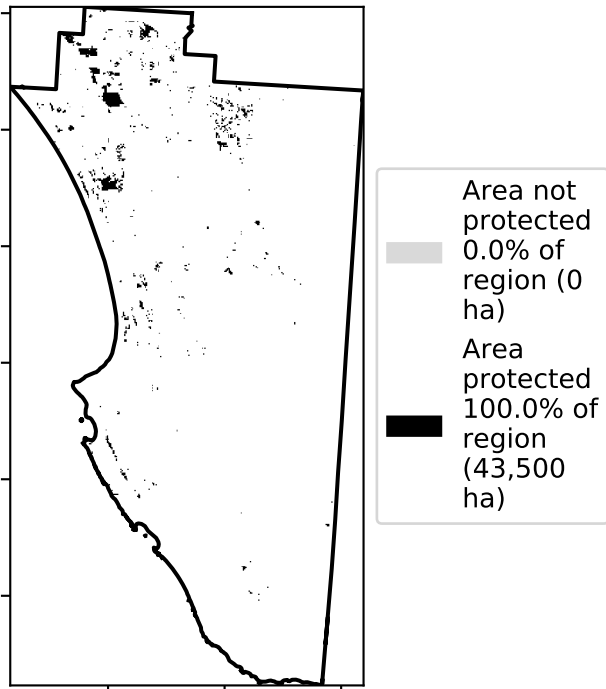 Area not
protected
0.0% of
region (0
ha)
Area
protected
100.0% of
region
(43,500
ha)